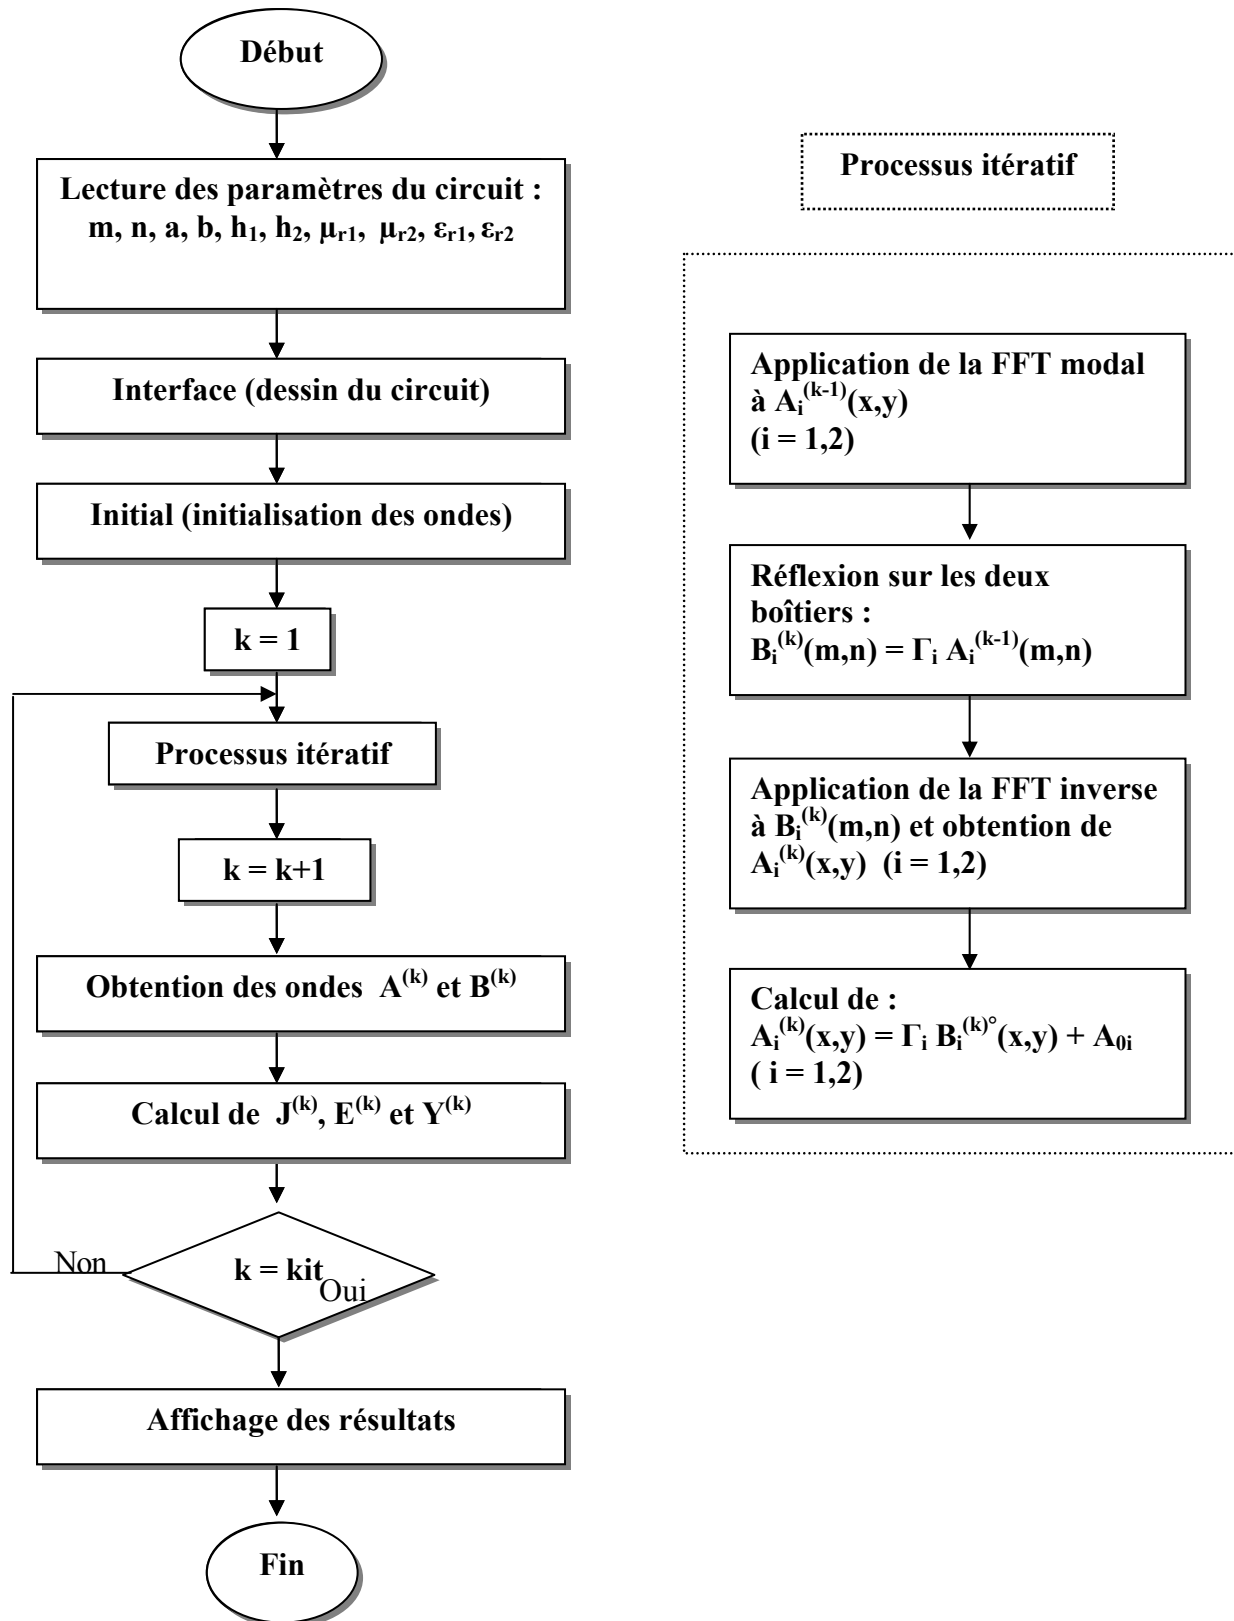 Début
Lecture des paramètres du circuit :
m, n, a, b, h₁, h₂, μᵣ₁, μᵣ₂, εᵣ₁, εᵣ₂
Interface (dessin du circuit)
Initial (initialisation des ondes)
k = 1
Processus itératif
k = k+1
Obtention des ondes A⁽ᵏ⁾ et B⁽ᵏ⁾
Calcul de J⁽ᵏ⁾, E⁽ᵏ⁾ et Y⁽ᵏ⁾
Non
k = kit
Oui
Affichage des résultats
Fin
Processus itératif
Application de la FFT modal
à Aᵢ⁽ᵏ⁻¹⁾(x,y)
(i = 1,2)
Réflexion sur les deux
boîtiers :
Bᵢ⁽ᵏ⁾(m,n) = Γᵢ Aᵢ⁽ᵏ⁻¹⁾(m,n)
Application de la FFT inverse
à Bᵢ⁽ᵏ⁾(m,n) et obtention de
Aᵢ⁽ᵏ⁾(x,y) (i = 1,2)
Calcul de :
Aᵢ⁽ᵏ⁾(x,y) = Γᵢ Bᵢ⁽ᵏ⁾°(x,y) + A₀ᵢ
( i = 1,2)